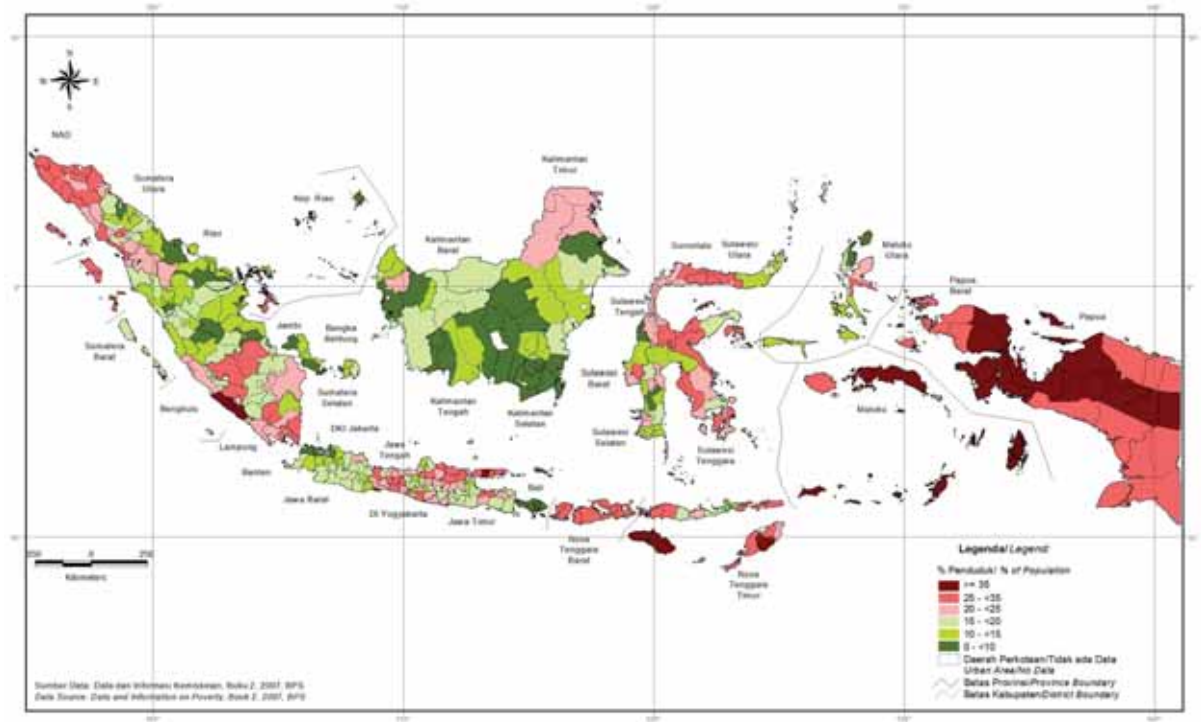 N
W E
S
NAD
Sumatera
Utara
Riau
Kep. Riau
Kalimantan
Timur
Kalimantan
Barat
Gorontalo
Sulawesi
Utara
Maluku
Utara
Papua
Barat
Papua
Sulawesi
Tengah
Jambi
Bangka
Belitung
Sumatera
Barat
Sumatera
Selatan
Bengkulu
Kalimantan
Tengah
Kalimantan
Selatan
Sulawesi
Barat
Sulawesi
Selatan
Sulawesi
Tenggara
Maluku
Lampung
DKI Jakarta
Banten
Jawa
Tengah
Jawa Barat
DI Yogyakarta
Jawa Timur
Bali
Nusa
Tenggara
Barat
Nusa
Tenggara
Timur
250 0 250
Kilometers
Legenda/ Legend:
% Penduduk/ % of Population
>= 35
25 - <35
20 - <25
15 - <20
10 - <15
0 - <10
Daerah Perkotaan/Tidak ada Data
Urban Area/No Data
Batas Provinsi/Province Boundary
Batas Kabupaten/District Boundary
Sumber Data: Data dan Informasi Kemiskinan, Buku 2, 2007, BPS
Data Source: Data and Information on Poverty, Book 2, 2007, BPS